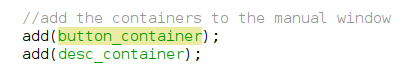 //add the containers to the manual window
add(button_container);
add(desc_container);